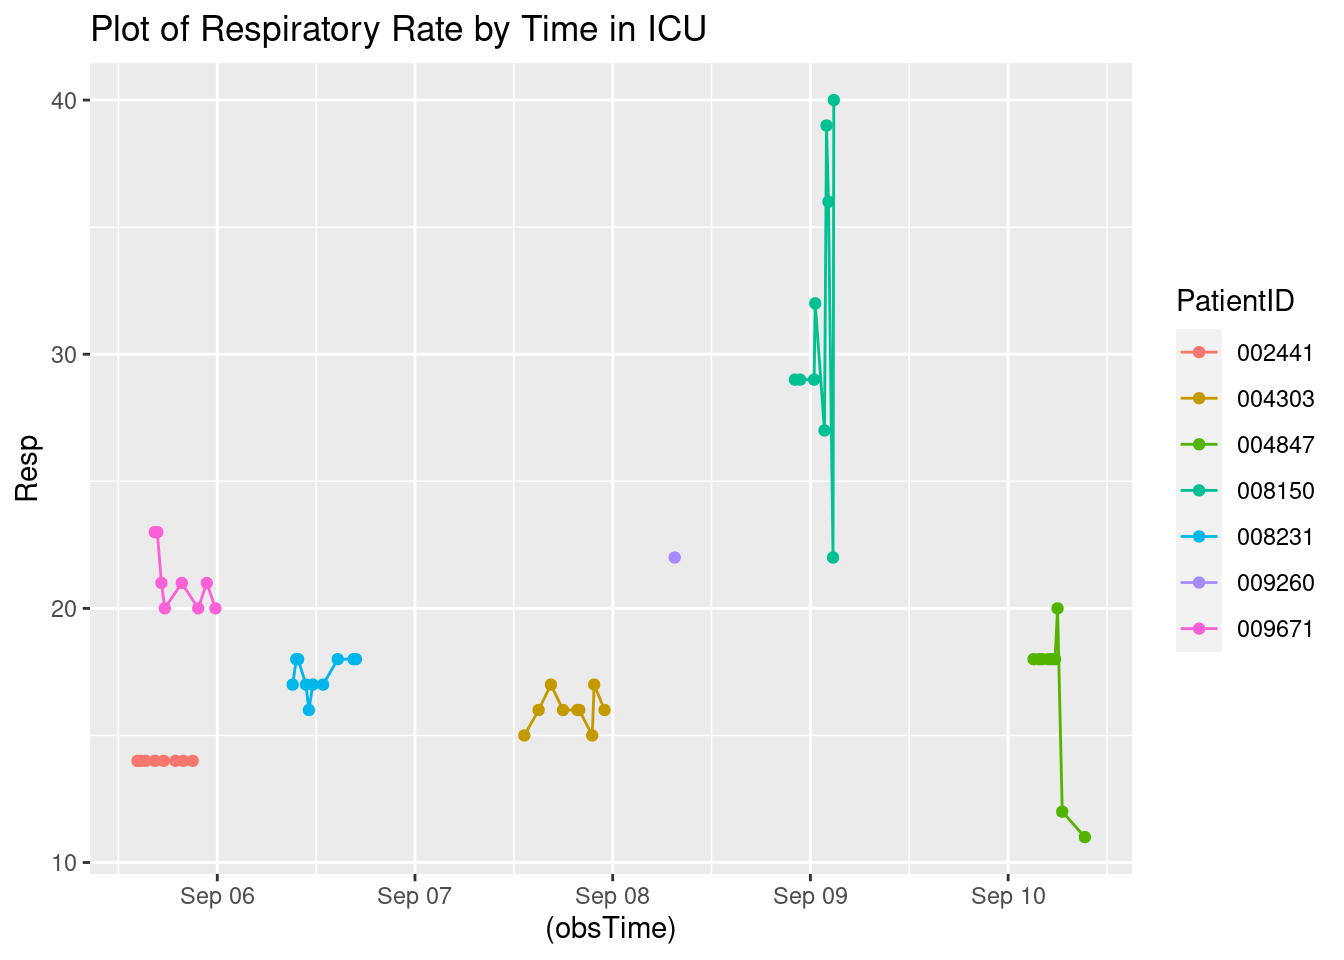 Plot of Respiratory Rate by Time in ICU
40
30
20
10
Resp
Sep 06
Sep 07
Sep 08
Sep 09
Sep 10
(obsTime)
PatientID
002441
004303
004847
008150
008231
009260
009671